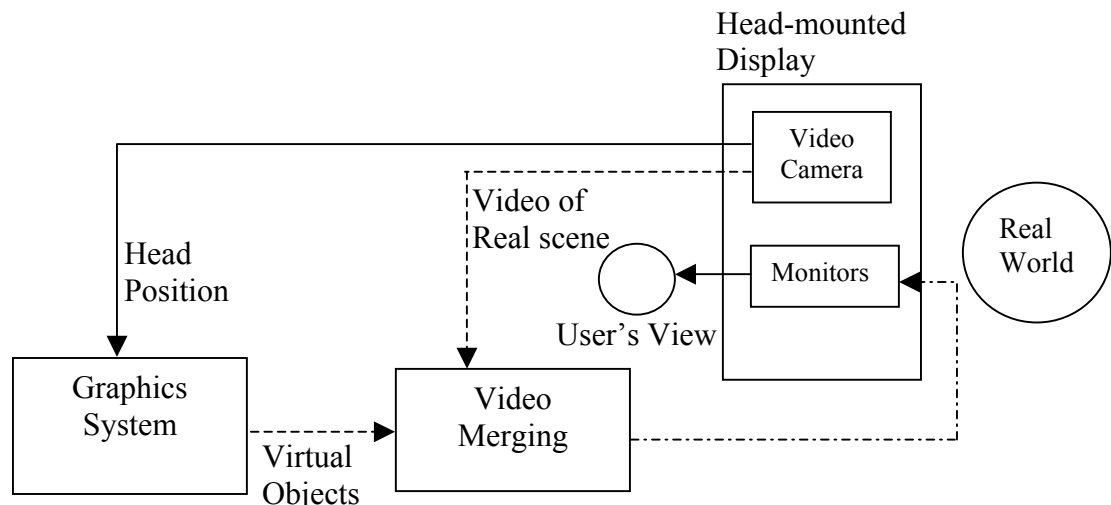 Head-mounted
Display
Video
Camera
Video of
Real scene
Real
World
Head
Position
Monitors
User’s View
Graphics
System
Video
Merging
Virtual
Objects